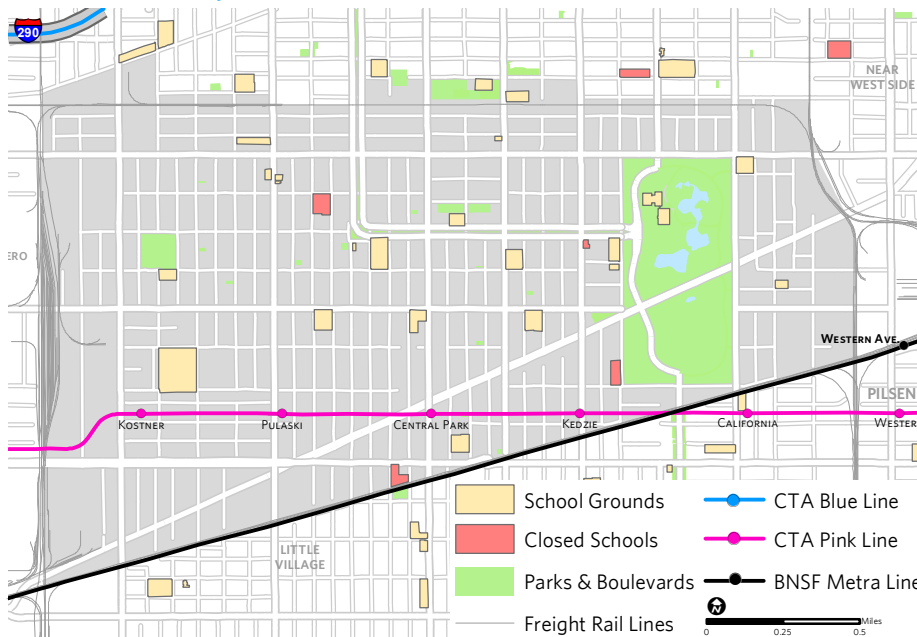 290
NEAR
WEST SIDE
ERO
WESTERN AVE.
PILSEN
KOSTNER
PULASKI
CENTRAL PARK
KEDZIE
CALIFORNIA
WESTER
LITTLE
VILLAGE
School Grounds
Closed Schools
Parks & Boulevards
Freight Rail Lines
CTA Blue Line
CTA Pink Line
BNSF Metra Line
N
Miles
0
0.25
0.5